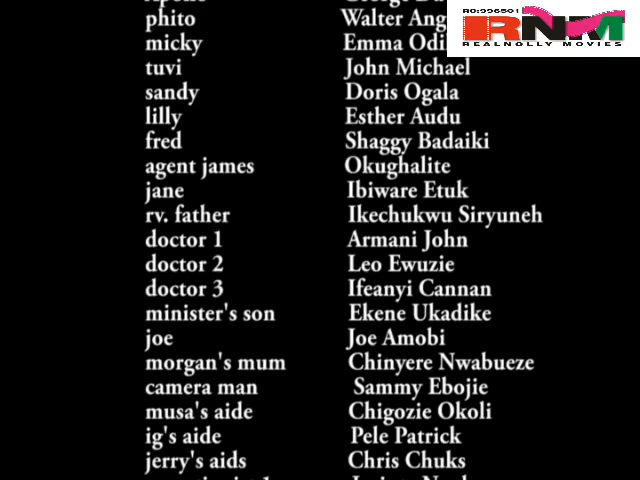 RC:996501
RNM
REALNOLLY MOVIES
phito Walter Ang
micky Emma Odi
tuvi John Michael
sandy Doris Ogala
lilly Esther Audu
fred Shaggy Badaiki
agent james Okughalite
jane Ibiware Etuk
rv. father Ikechukwu Siryuneh
doctor 1 Armani John
doctor 2 Leo Ewuzie
doctor 3 Ifeanyi Cannan
minister's son Ekene Ukadike
joe Joe Amobi
morgan's mum Chinyere Nwabueze
camera man Sammy Ebojie
musa's aide Chigozie Okoli
ig's aide Pele Patrick
jerry's aids Chris Chuks